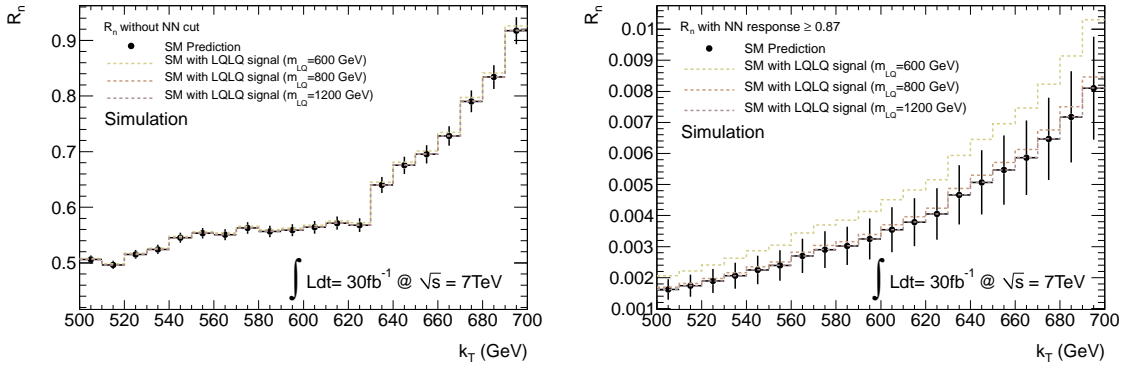 R_n
R_n without NN cut
SM Prediction
SM with LQLQ signal (m_LQ=600 GeV)
SM with LQLQ signal (m_LQ=800 GeV)
SM with LQLQ signal (m_LQ=1200 GeV)
Simulation
0.9
0.8
0.7
0.6
0.5
∫ Ldt= 30fb⁻¹ @ √s = 7TeV
500 520 540 560 580 600 620 640 660 680 700
k_T (GeV)
R_n
R_n with NN response ≥ 0.87
SM Prediction
SM with LQLQ signal (m_LQ=600 GeV)
SM with LQLQ signal (m_LQ=800 GeV)
SM with LQLQ signal (m_LQ=1200 GeV)
Simulation
0.01
0.009
0.008
0.007
0.006
0.005
0.004
0.003
0.002
0.001
∫ Ldt= 30fb⁻¹ @ √s = 7TeV
500 520 540 560 580 600 620 640 660 680 700
k_T (GeV)